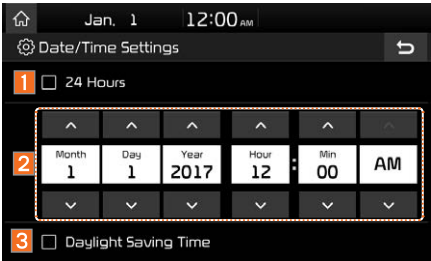 Jan. 1 12:00 AM
Date/Time Settings
1 24 Hours
Month Day Year Hour Min
2 1 1 2017 12 : 00 AM
3 Daylight Saving Time